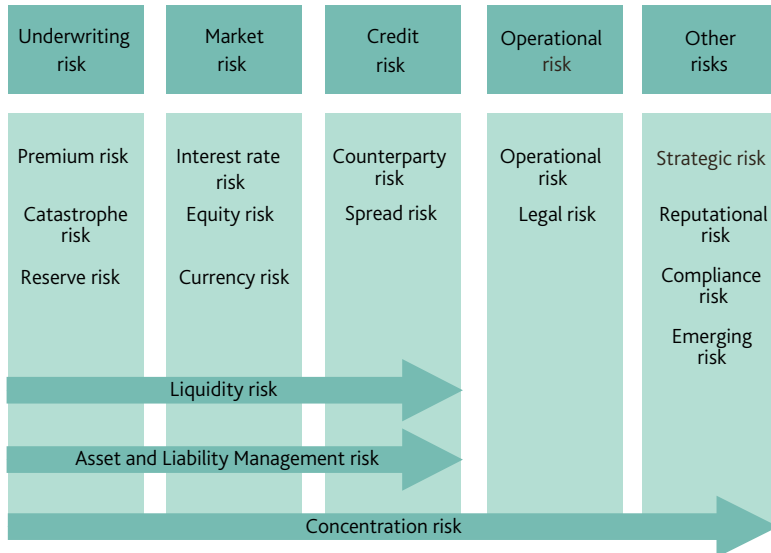 Underwriting
risk
Market
risk
Credit
risk
Operational
risk
Other
risks
Premium risk
Catastrophe
risk
Reserve risk
Interest rate
risk
Equity risk
Currency risk
Counterparty
risk
Spread risk
Operational
risk
Legal risk
Strategic risk
Reputational
risk
Compliance
risk
Emerging
risk
Liquidity risk
Asset and Liability Management risk
Concentration risk